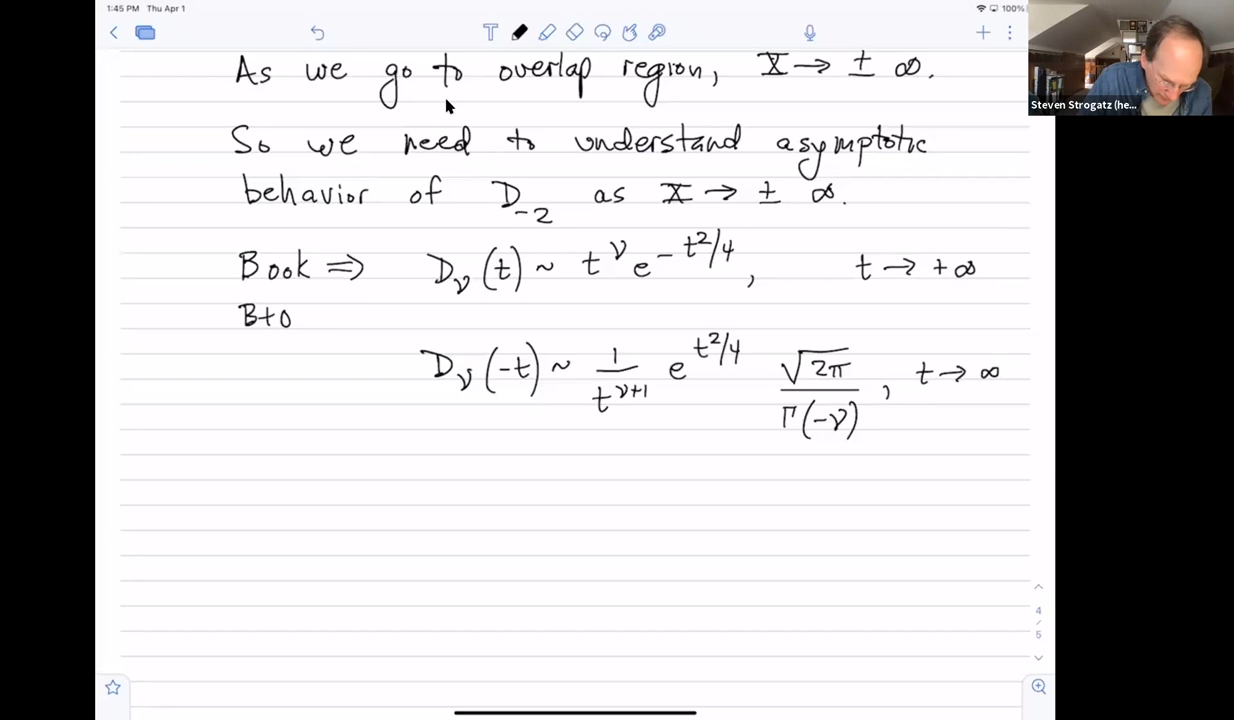 1:45 PM Thu Apr 1
100%
As we go to overlap region, X → ± ∞.
Steven Strogatz (he...
So we need to understand asymptotic
behavior of D₋₂ as X → ± ∞.
Book ⇒ D_ν(t) ~ t^ν e^{-t²/4}, t → +∞
B+O
D_ν(-t) ~ 1/t^{ν+1} e^{t²/4} √(2π)/Γ(-ν), t → ∞
4
/
5